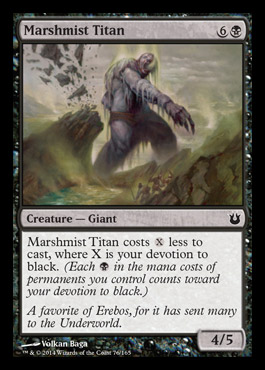 Marshmist Titan 6
Creature — Giant
Marshmist Titan costs X less to
cast, where X is your devotion to
black. (Each in the mana costs of
permanents you control counts toward
your devotion to black.)
A favorite of Erebos, for it has sent many
to the Underworld.
4/5
Volkan Baga
™ & © 2014 Wizards of the Coast 76/165